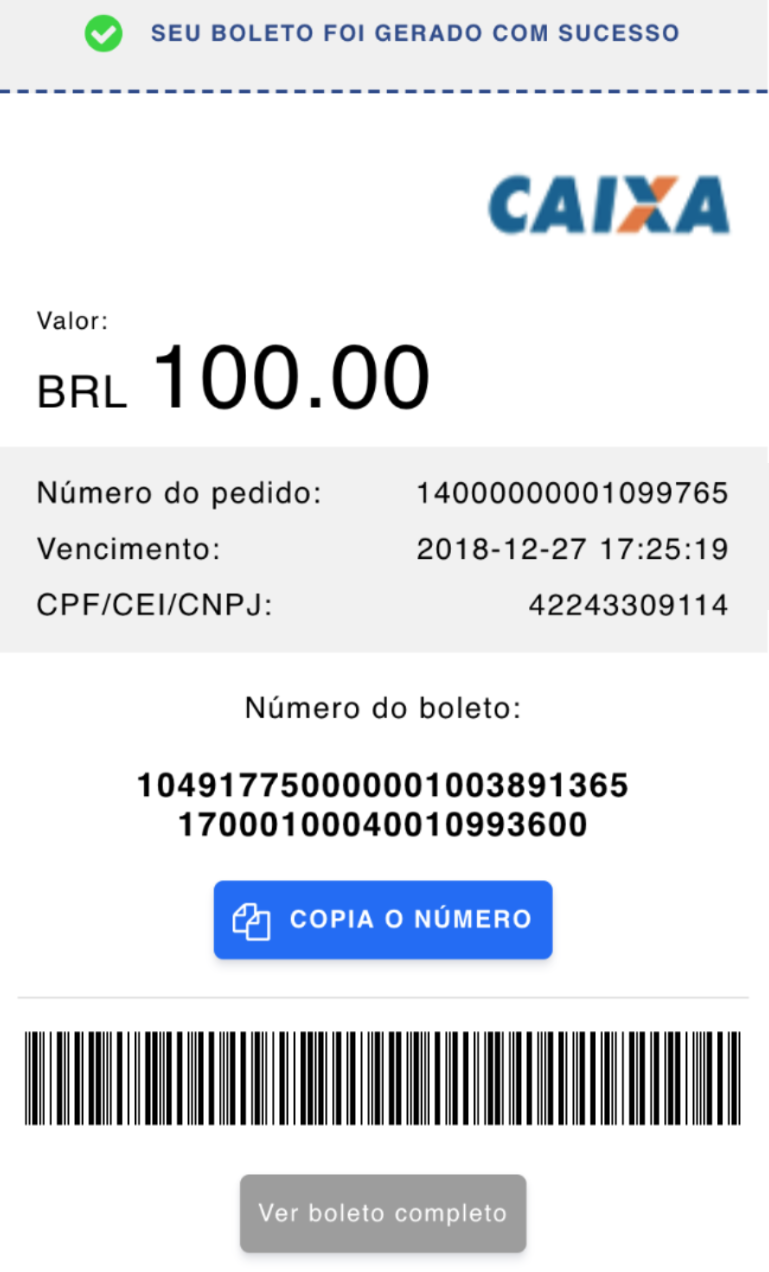 SEU BOLETO FOI GERADO COM SUCESSO
CAIXA
Valor:
BRL 100.00
Número do pedido: 14000000001099765
Vencimento: 2018-12-27 17:25:19
CPF/CEI/CNPJ: 42243309114
Número do boleto:
104917750000001003891365
17000100040010993600
COPIA O NÚMERO
Ver boleto completo